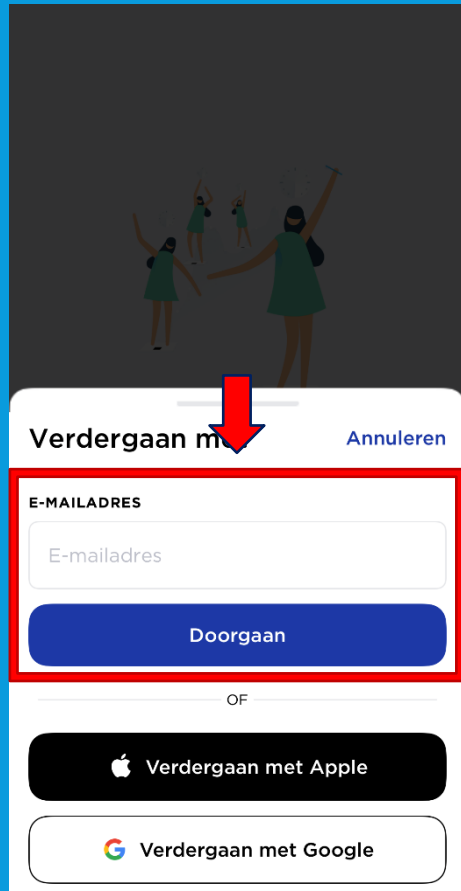 Verdergaan
Annuleren
E-MAILADRES
E-mailadres
Doorgaan
OF
Verdergaan met Apple
Verdergaan met Google